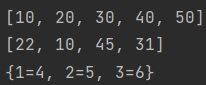 [10, 20, 30, 40, 50]
[22, 10, 45, 31]
{1=4, 2=5, 3=6}